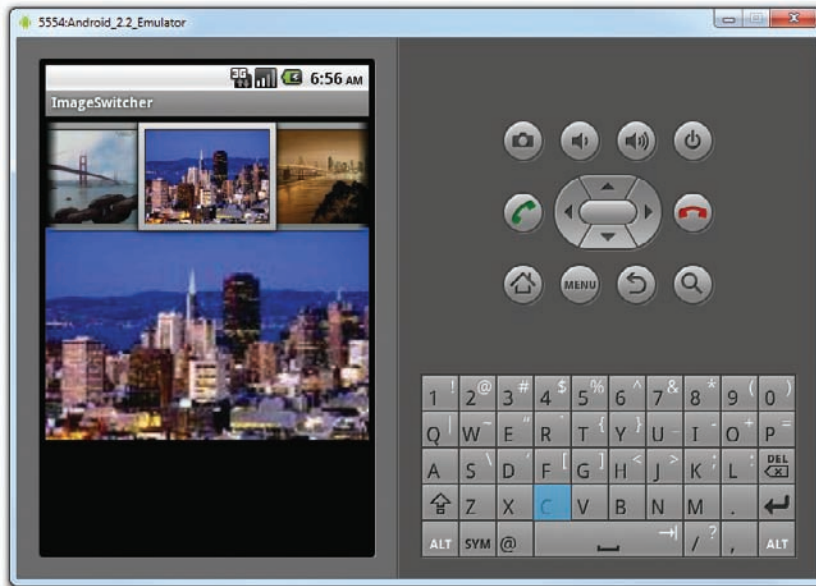 5554:Android_2.2_Emulator
3G 6:56 AM
ImageSwitcher
MENU
1 ! 2 @ 3 # 4 $ 5 % 6 ^ 7 & 8 * 9 ( 0 )
Q | W ~ E " R ` T { Y } U _ I - O + P =
A S \ D ' F [ G ] H < J > K ; L : DEL
Z X C V B N M .
ALT SYM @ / ? , ALT